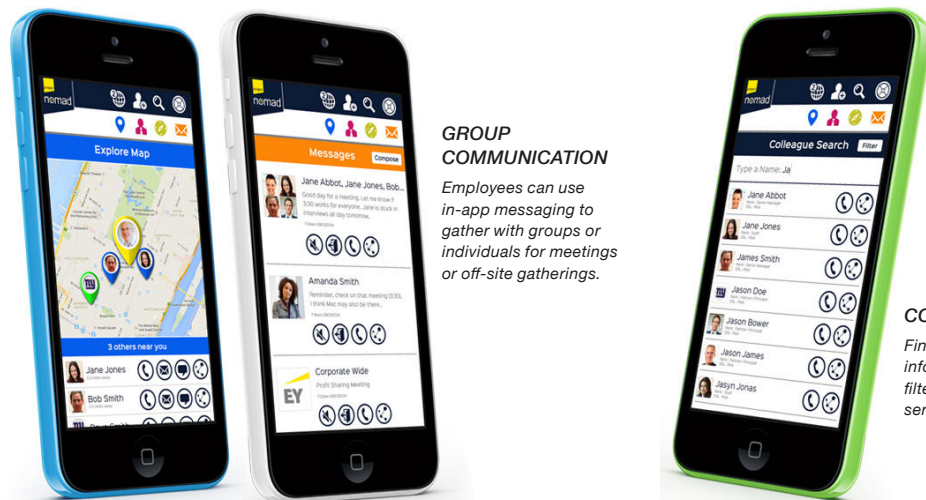 nomad
2
Explore Map
3 others near you
Jane Jones
Bob Smith
nomad
2
Messages
Compose
Jane Abbot, Jane Jones, Bob...
Good day for a meeting. Let me know if
3:30 works for everyone. Jane is stuck in
interviews all day tomorrow.
Amanda Smith
Reminder, check on that meeting (3:30).
I think Mac may also be there...
Corporate Wide
Profit Sharing Meeting
EY
GROUP
COMMUNICATION
Employees can use
in-app messaging to
gather with groups or
individuals for meetings
or off-site gatherings.
nomad
2
Colleague Search
Filter
Type a Name: Ja
Jane Abbot
Jane Jones
James Smith
Jason Doe
Jason Bower
Jason James
Jasyn Jonas
CO
Fin
info
filte
ser